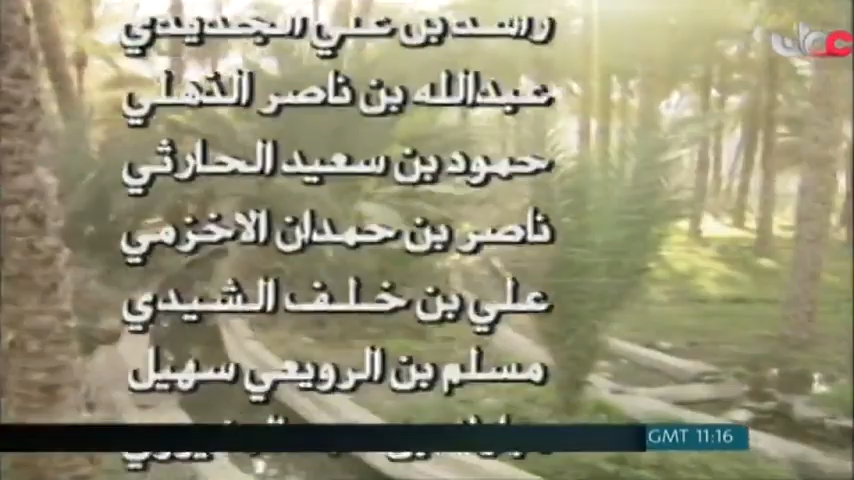 راشد بن علي الجديدي
عبدالله بن ناصر الذهلي
حمود بن سعيد الحارثي
ناصر بن حمدان الاخزمي
علي بن خلف الشيدي
مسلم بن الرويعي سهيل
GMT 11:16